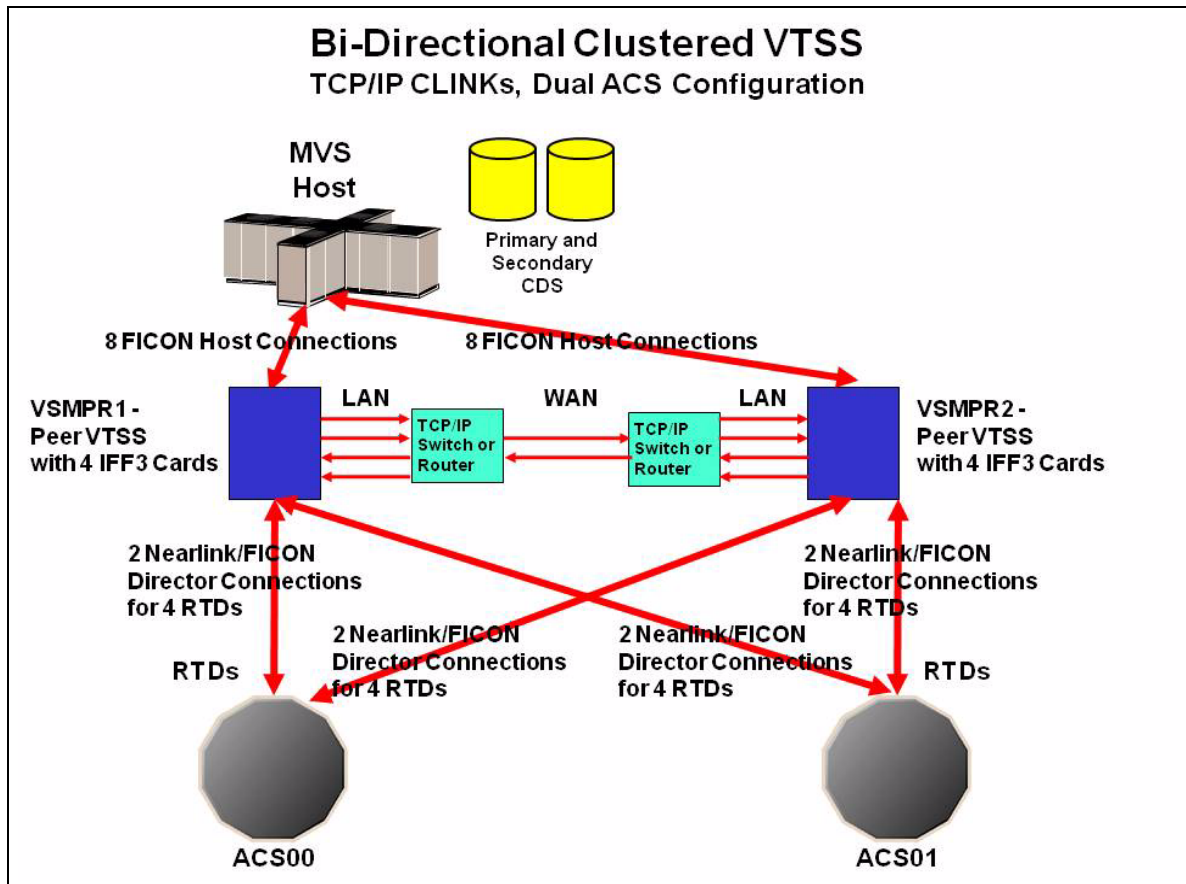 Bi-Directional Clustered VTSS
TCP/IP CLINKs, Dual ACS Configuration
MVS
Host
Primary and
Secondary
CDS
8 FICON Host Connections
8 FICON Host Connections
VSMPR1 -
Peer VTSS
with 4 IFF3 Cards
LAN
TCP/IP
Switch or
Router
WAN
TCP/IP
Switch or
Router
LAN
VSMPR2 -
Peer VTSS
with 4 IFF3 Cards
2 Nearlink/FICON
Director Connections
for 4 RTDs
2 Nearlink/FICON
Director Connections
for 4 RTDs
2 Nearlink/FICON
Director Connections
for 4 RTDs
2 Nearlink/FICON
Director Connections
for 4 RTDs
RTDs
RTDs
ACS00
ACS01